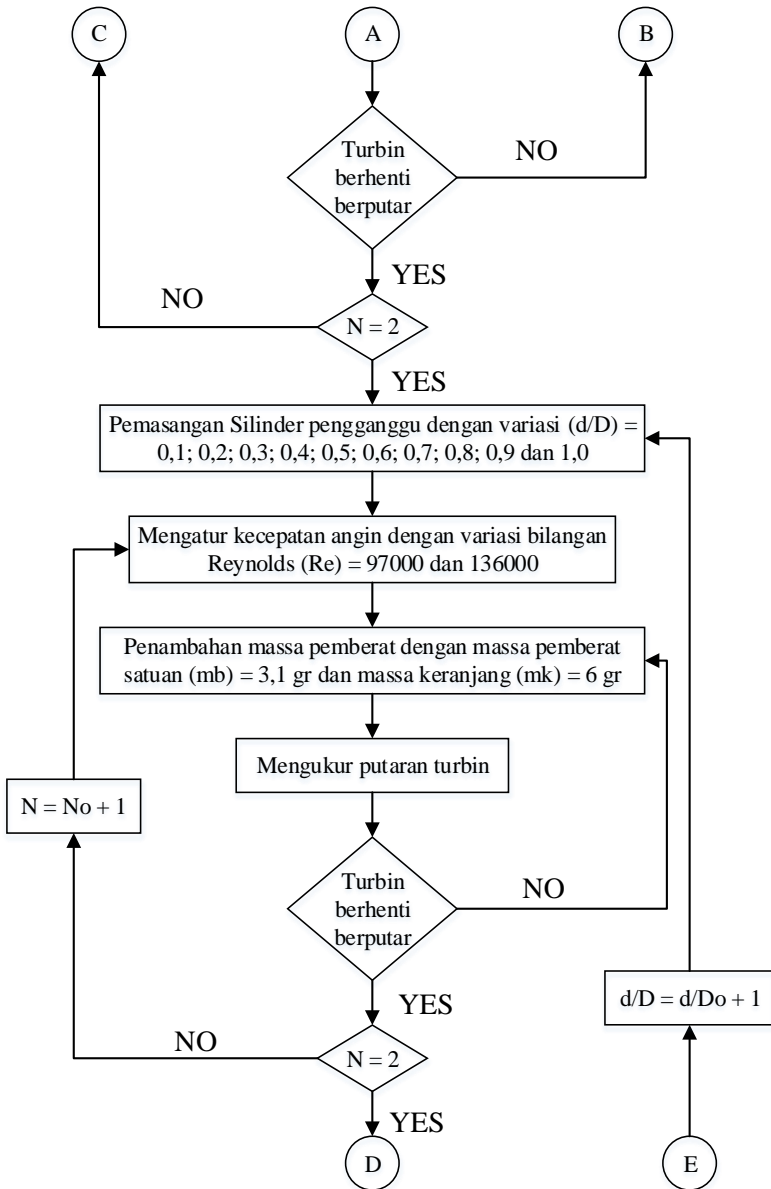 C
A
B
Turbin
berhenti
berputar
NO
YES
NO
N = 2
YES
Pemasangan Silinder pengganggu dengan variasi (d/D) =
0,1; 0,2; 0,3; 0,4; 0,5; 0,6; 0,7; 0,8; 0,9 dan 1,0
Mengatur kecepatan angin dengan variasi bilangan
Reynolds (Re) = 97000 dan 136000
Penambahan massa pemberat dengan massa pemberat
satuan (mb) = 3,1 gr dan massa keranjang (mk) = 6 gr
Mengukur putaran turbin
N = No + 1
Turbin
berhenti
berputar
NO
YES
d/D = d/Do + 1
NO
N = 2
YES
D
E